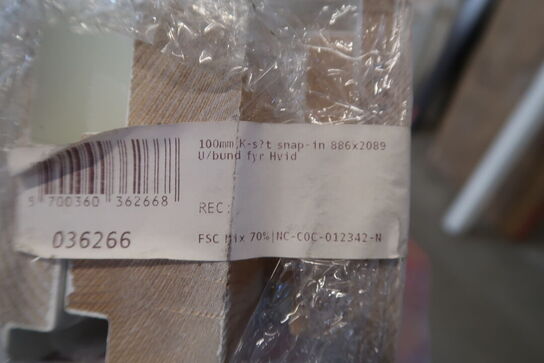 100mm K-s?t snap-in 886x2089
U/bund fyr Hvid
5 700360 362668
REC:
036266
FSC Mix 70%|NC-COC-012342-N